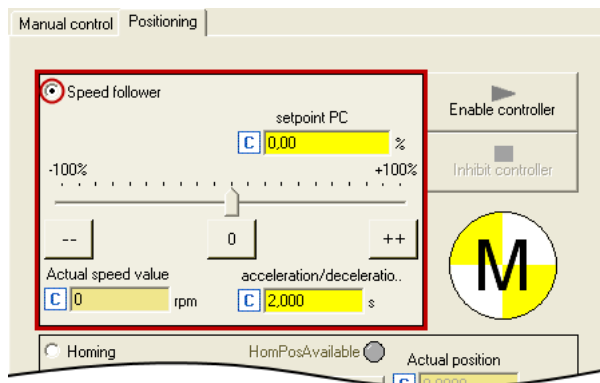 Manual control Positioning
Speed follower
setpoint PC
Enable controller
C 0,00 %
-100% +100%
Inhibit controller
-- 0 ++
M
Actual speed value acceleration/deceleratio..
C 0 rpm C 2,000 s
Homing HomPosAvailable Actual position
C